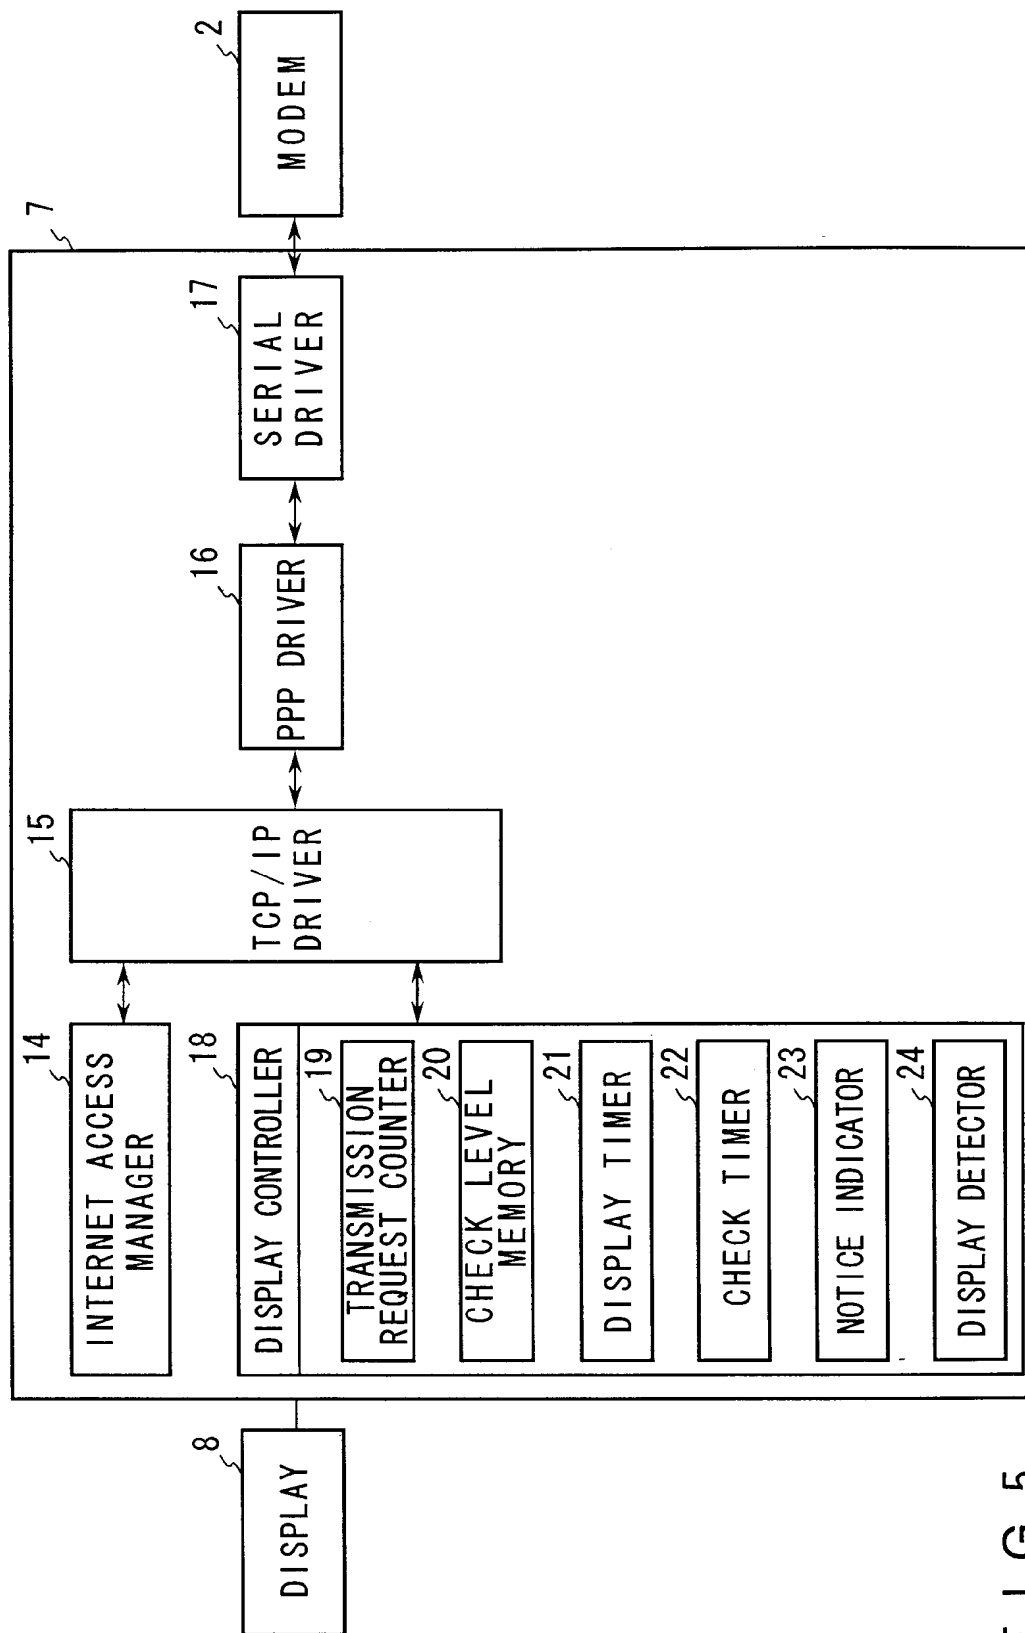 7
8
DISPLAY
14
INTERNET ACCESS
MANAGER
15
TCP/IP
DRIVER
16
PPP DRIVER
17
SERIAL
DRIVER
2
MODEM
18
DISPLAY CONTROLLER
19
TRANSMISSION
REQUEST COUNTER
20
CHECK LEVEL
MEMORY
21
DISPLAY TIMER
22
CHECK TIMER
23
NOTICE INDICATOR
24
DISPLAY DETECTOR
FIG 5